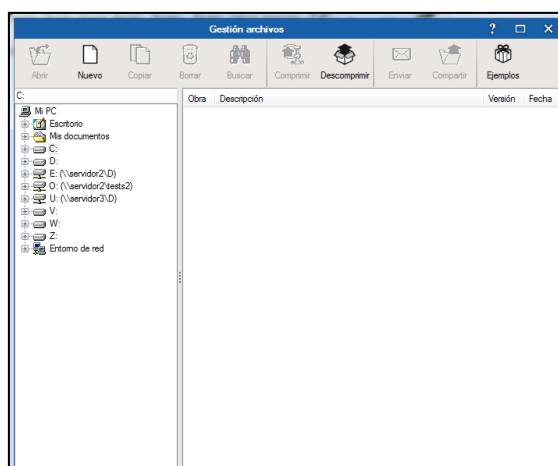 Gestión archivos
?
Abrir Nuevo Copiar Borrar Buscar Comprimir Descomprimir Enviar Compartir Ejemplos
C:
Obra Descripción Versión Fecha
Mi PC
Escritorio
Mis documentos
C:
D:
E: (\\servidor2\D)
O: (\\servidor2\tests2)
U: (\\servidor3\D)
V:
W:
Z:
Entorno de red